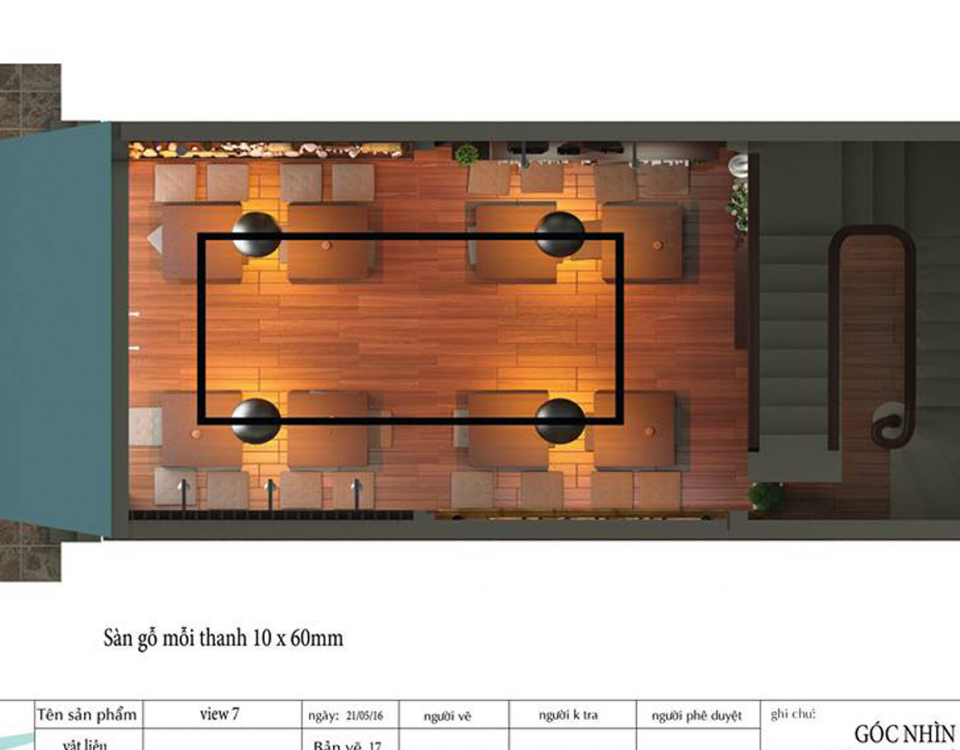 Sàn gỗ mỗi thanh 10 x 60mm
Tên sản phẩm
view 7
ngày: 21/05/16
người vẽ
người k tra
người phê duyệt
ghi chú:
GÓC NHÌN
vật liệu
Bản vẽ 17